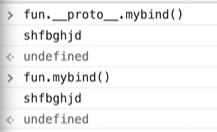 > fun.__proto__.mybind()
shfbghjd
< undefined
> fun.mybind()
shfbghjd
< undefined